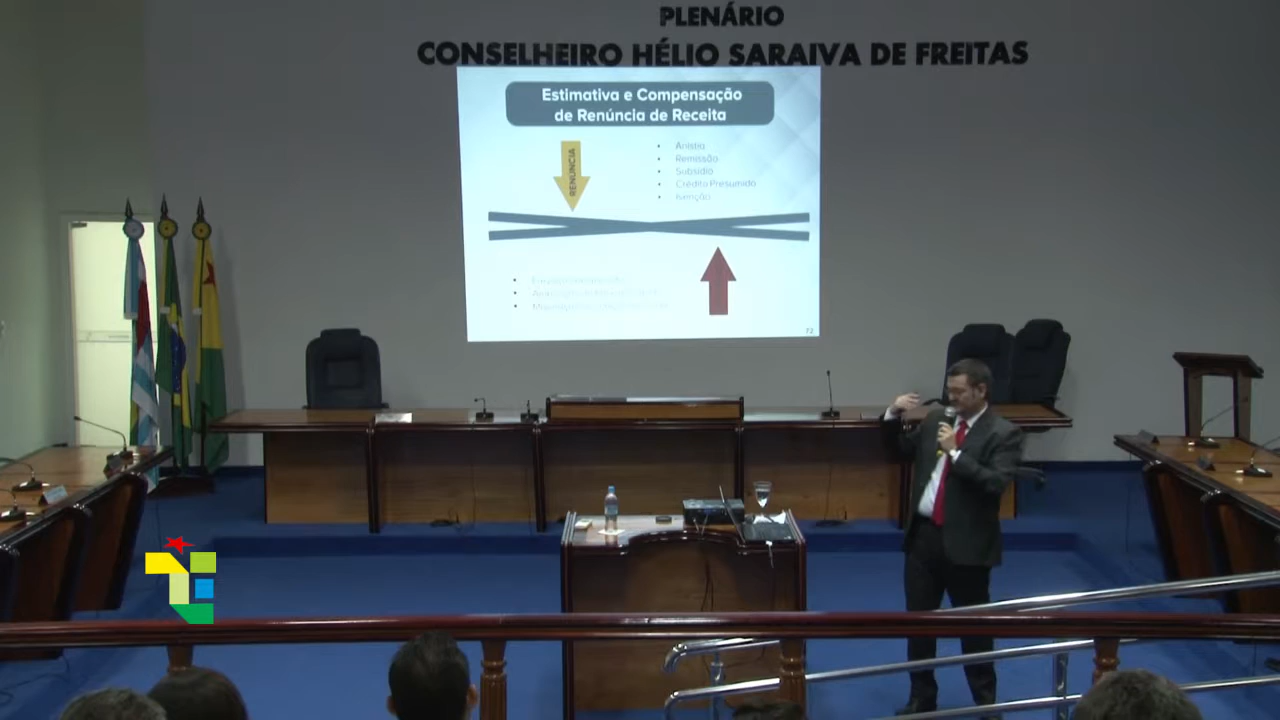 PLENÁRIO
CONSELHEIRO HÉLIO SARAIVA DE FREITAS
Estimativa e Compensação
de Renúncia de Receita
RENÚNCIA
• Anistia
• Remissão
• Subsídio
• Crédito Presumido
• Isenção
72